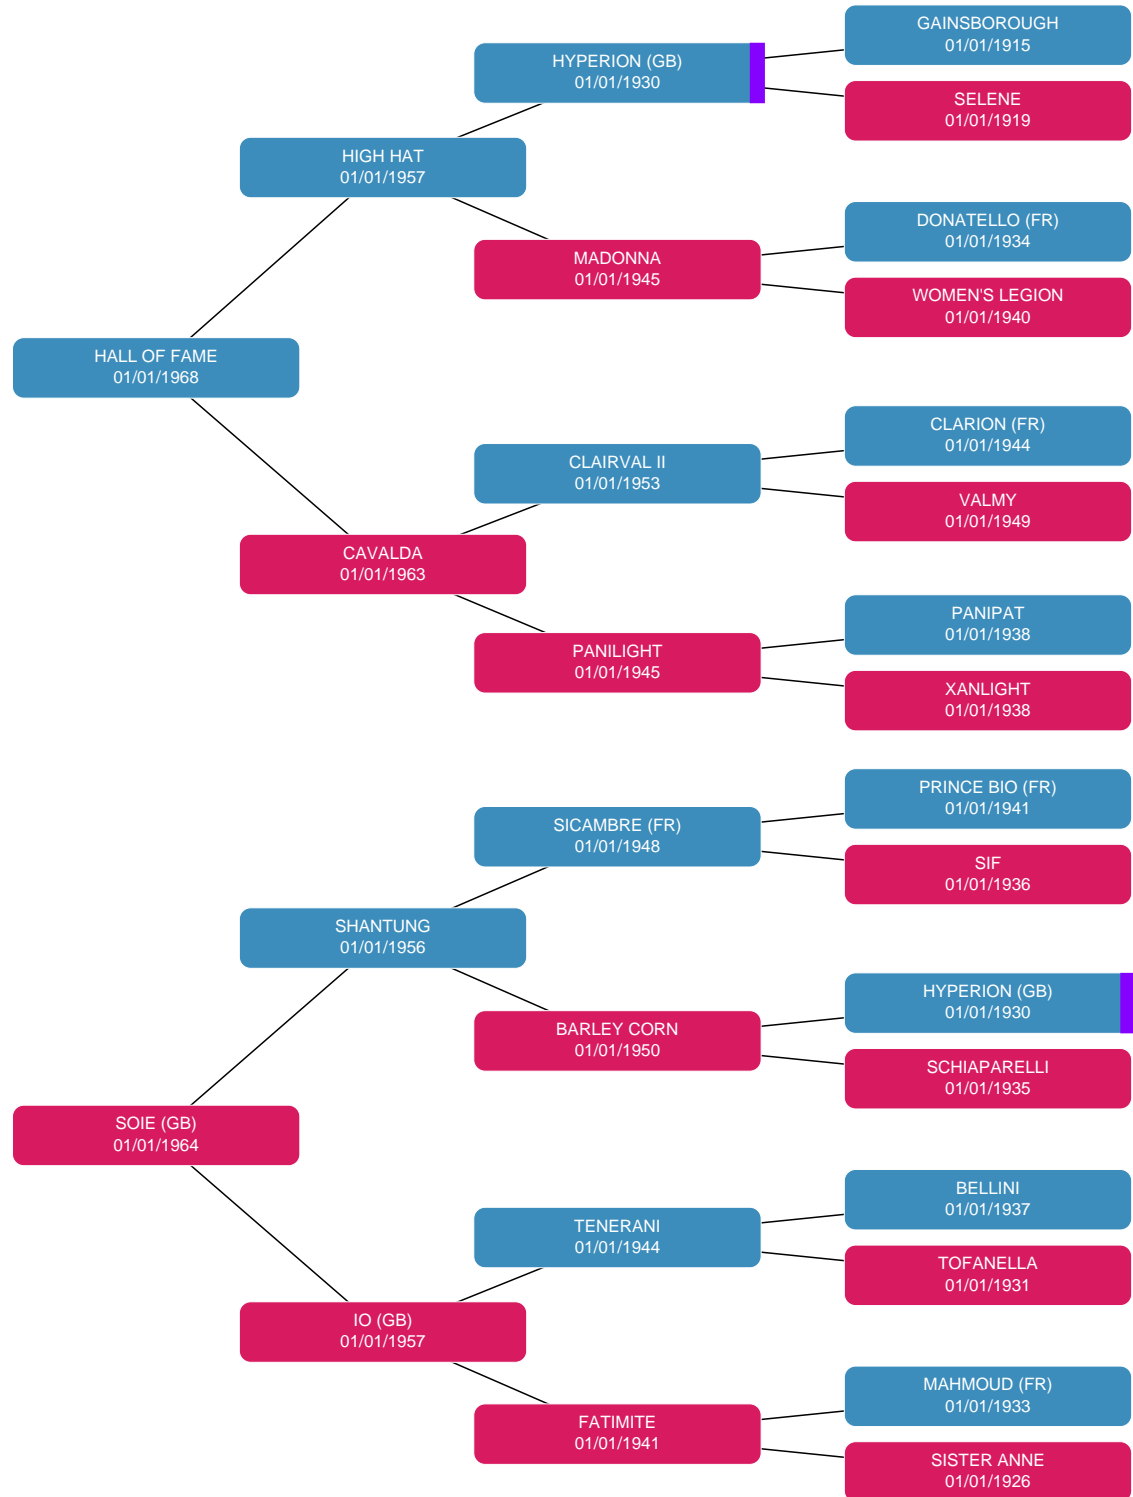 GAINSBOROUGH
01/01/1915
HYPERION (GB)
01/01/1930
SELENE
01/01/1919
HIGH HAT
01/01/1957
DONATELLO (FR)
01/01/1934
MADONNA
01/01/1945
WOMEN'S LEGION
01/01/1940
HALL OF FAME
01/01/1968
CLARION (FR)
01/01/1944
CLAIRVAL II
01/01/1953
VALMY
01/01/1949
CAVALDA
01/01/1963
PANIPAT
01/01/1938
PANILIGHT
01/01/1945
XANLIGHT
01/01/1938
PRINCE BIO (FR)
01/01/1941
SICAMBRE (FR)
01/01/1948
SIF
01/01/1936
SHANTUNG
01/01/1956
HYPERION (GB)
01/01/1930
BARLEY CORN
01/01/1950
SCHIAPARELLI
01/01/1935
SOIE (GB)
01/01/1964
BELLINI
01/01/1937
TENERANI
01/01/1944
TOFANELLA
01/01/1931
IO (GB)
01/01/1957
MAHMOUD (FR)
01/01/1933
FATIMITE
01/01/1941
SISTER ANNE
01/01/1926